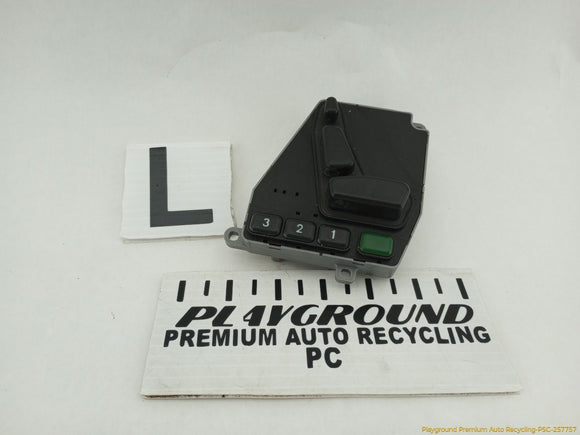 L
3 2 1
PLAYGROUND
PREMIUM AUTO RECYCLING
PC
Playground Premium Auto Recycling-PSC-257757